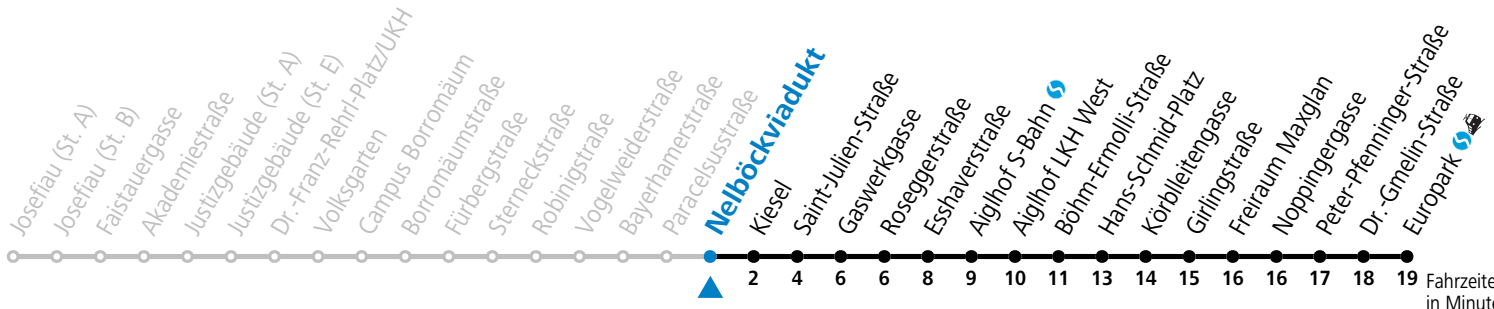 Josefiau (St. A)
Josefiau (St. B)
Faistauergasse
Akademiestraße
Justizgebäude (St. A)
Justizgebäude (St. E)
Dr.-Franz-Rehrl-Platz/UKH
Volksgarten
Campus Borromäum
Borromäumstraße
Fürbergstraße
Sterneckstraße
Robinigstraße
Vogelweiderstraße
Bayerhamerstraße
Paracelsusstraße
Nelböckviadukt
Kiesel
Saint-Julien-Straße
Gaswerkgasse
Roseggerstraße
Esshaverstraße
Aiglhof S-Bahn
Aiglhof LKH West
Böhm-Ermolli-Straße
Hans-Schmid-Platz
Körblleitengasse
Girlingstraße
Freiraum Maxglan
Noppingergasse
Peter-Pfenninger-Straße
Dr.-Gmelin-Straße
Europark
2 4 6 6 8 9 10 11 13 14 15 16 16 17 18 19
Fahrzeite
in Minute